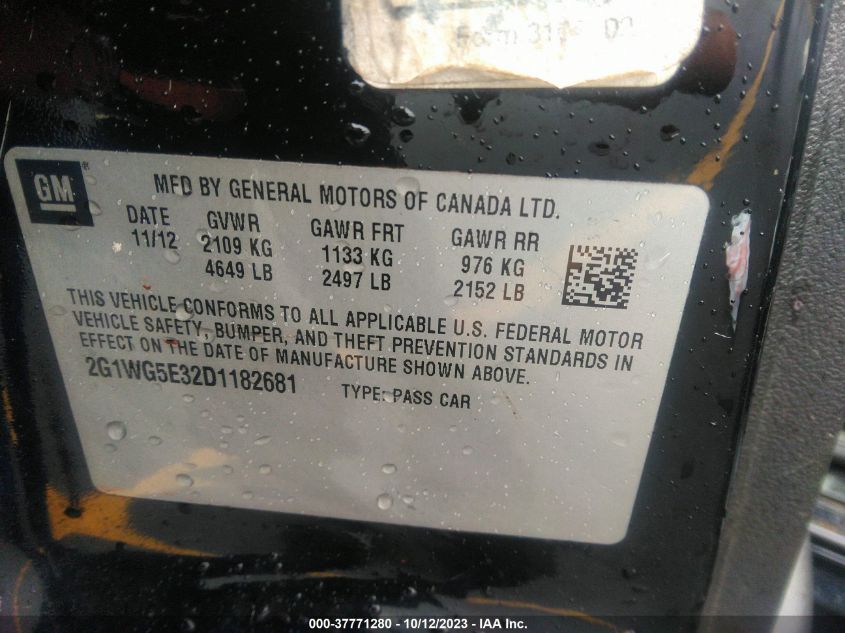 Form 31
GM ®
MFD BY GENERAL MOTORS OF CANADA LTD.
DATE GVWR GAWR FRT GAWR RR
11/12 2109 KG 1133 KG 976 KG
4649 LB 2497 LB 2152 LB
THIS VEHICLE CONFORMS TO ALL APPLICABLE U.S. FEDERAL MOTOR
VEHICLE SAFETY, BUMPER, AND THEFT PREVENTION STANDARDS IN
EFFECT ON THE DATE OF MANUFACTURE SHOWN ABOVE.
2G1WG5E32D1182681 TYPE: PASS CAR
000-37771280 - 10/12/2023 - IAA Inc.